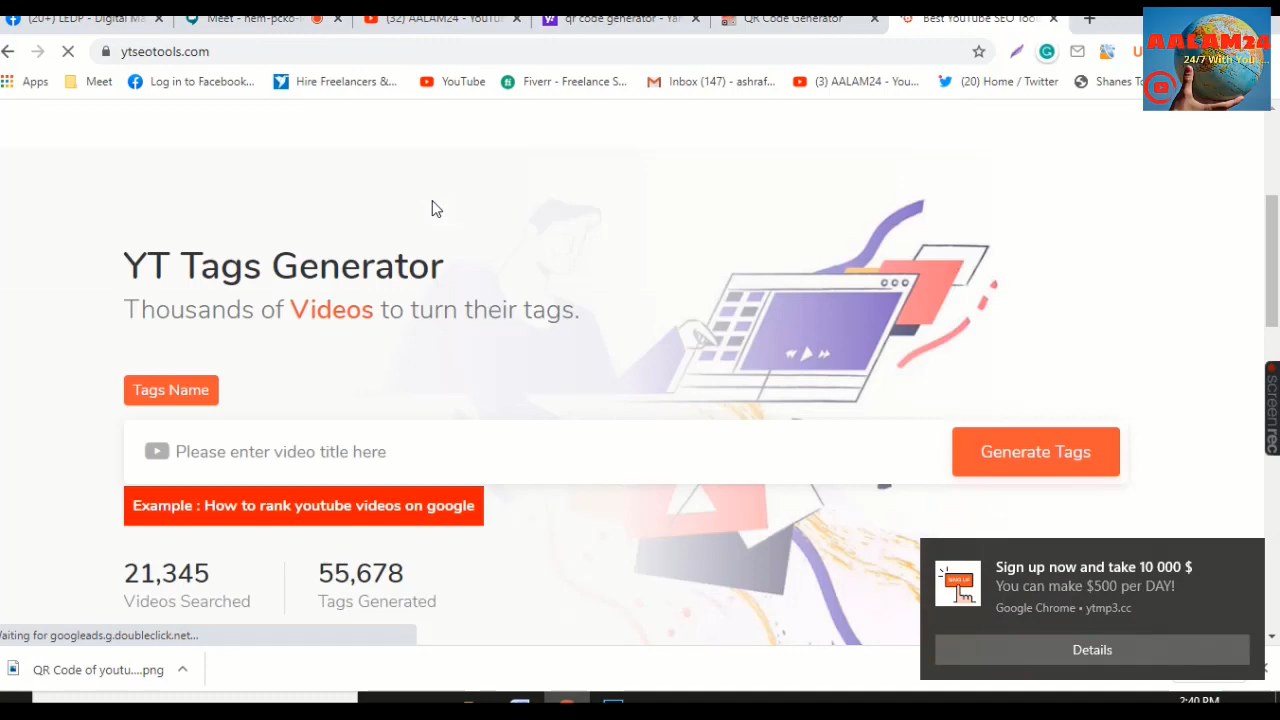 (20+) LEDP - Digital Ma
Meet - nem-pcko-
(32) AALAM24 - YouTu
qr code generator - Ya
QR Code Generator
Best YouTube SEO Tools
ytseotools.com
Apps
Meet
Log in to Facebook...
Hire Freelancers &...
YouTube
Fiverr - Freelance S...
Inbox (147) - ashraf...
(3) AALAM24 - You...
(20) Home / Twitter
Shanes To
AALAM24
24/7 With You ...
YT Tags Generator
Thousands of Videos to turn their tags.
Tags Name
Please enter video title here
Generate Tags
Example : How to rank youtube videos on google
21,345
Videos Searched
55,678
Tags Generated
Sign up now and take 10 000 $
You can make $500 per DAY!
Google Chrome • ytmp3.cc
Details
Waiting for googleads.g.doubleclick.net...
QR Code of youtu....png
screenrec
2:40 PM